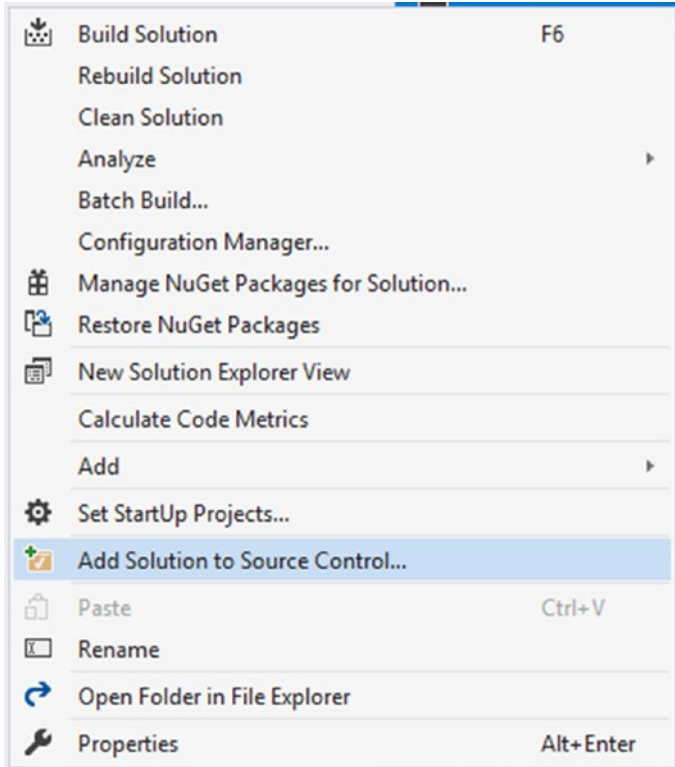 Build Solution F6
Rebuild Solution
Clean Solution
Analyze
Batch Build...
Configuration Manager...
Manage NuGet Packages for Solution...
Restore NuGet Packages
New Solution Explorer View
Calculate Code Metrics
Add
Set StartUp Projects...
Add Solution to Source Control...
Paste Ctrl+V
Rename
Open Folder in File Explorer
Properties Alt+Enter